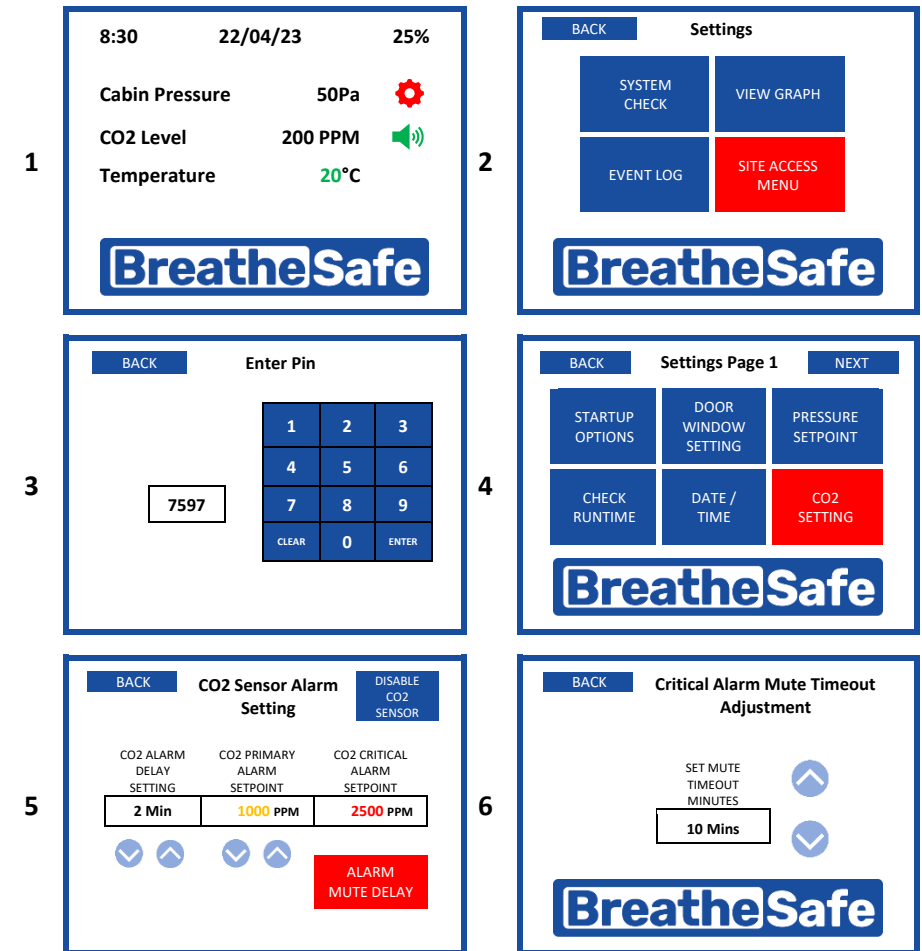 1
8:30 22/04/23 25%
Cabin Pressure 50Pa
CO2 Level 200 PPM
Temperature 20°C
BreatheSafe
2
BACK Settings
SYSTEM
CHECK
VIEW GRAPH
EVENT LOG
SITE ACCESS
MENU
BreatheSafe
3
BACK Enter Pin
7597
1 2 3
4 5 6
7 8 9
CLEAR 0 ENTER
4
BACK Settings Page 1 NEXT
STARTUP
OPTIONS
DOOR
WINDOW
SETTING
PRESSURE
SETPOINT
CHECK
RUNTIME
DATE /
TIME
CO2
SETTING
BreatheSafe
5
BACK
CO2 Sensor Alarm
Setting
DISABLE
CO2
SENSOR
CO2 ALARM
DELAY
SETTING
2 Min
CO2 PRIMARY
ALARM
SETPOINT
1000 PPM
CO2 CRITICAL
ALARM
SETPOINT
2500 PPM
ALARM
MUTE DELAY
6
BACK
Critical Alarm Mute Timeout
Adjustment
SET MUTE
TIMEOUT
MINUTES
10 Mins
BreatheSafe